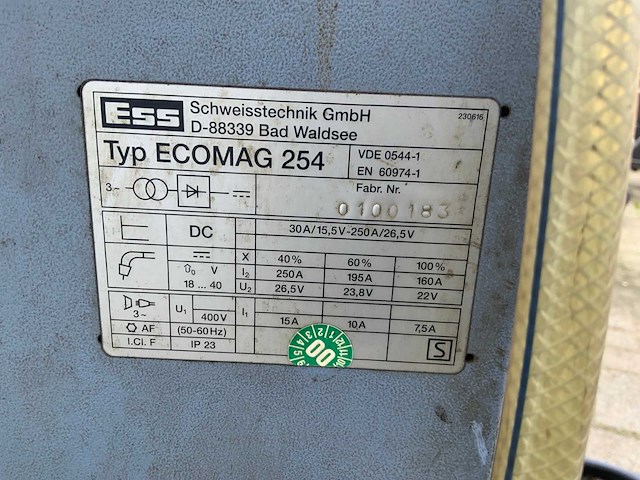 Ess Schweisstechnik GmbH
D-88339 Bad Waldsee
230616
Typ ECOMAG 254
VDE 0544-1
EN 60974-1
Fabr. Nr.
0100183
3~
DC
30A/15,5V-250A/26,5V
X 40% 60% 100%
U0 V I2 250A 195A 160A
18 ... 40 U2 26,5V 23,8V 22V
3~ U1 400V I1 15A 10A 7,5A
AF (50-60Hz)
I.Cl. F IP 23
S
00